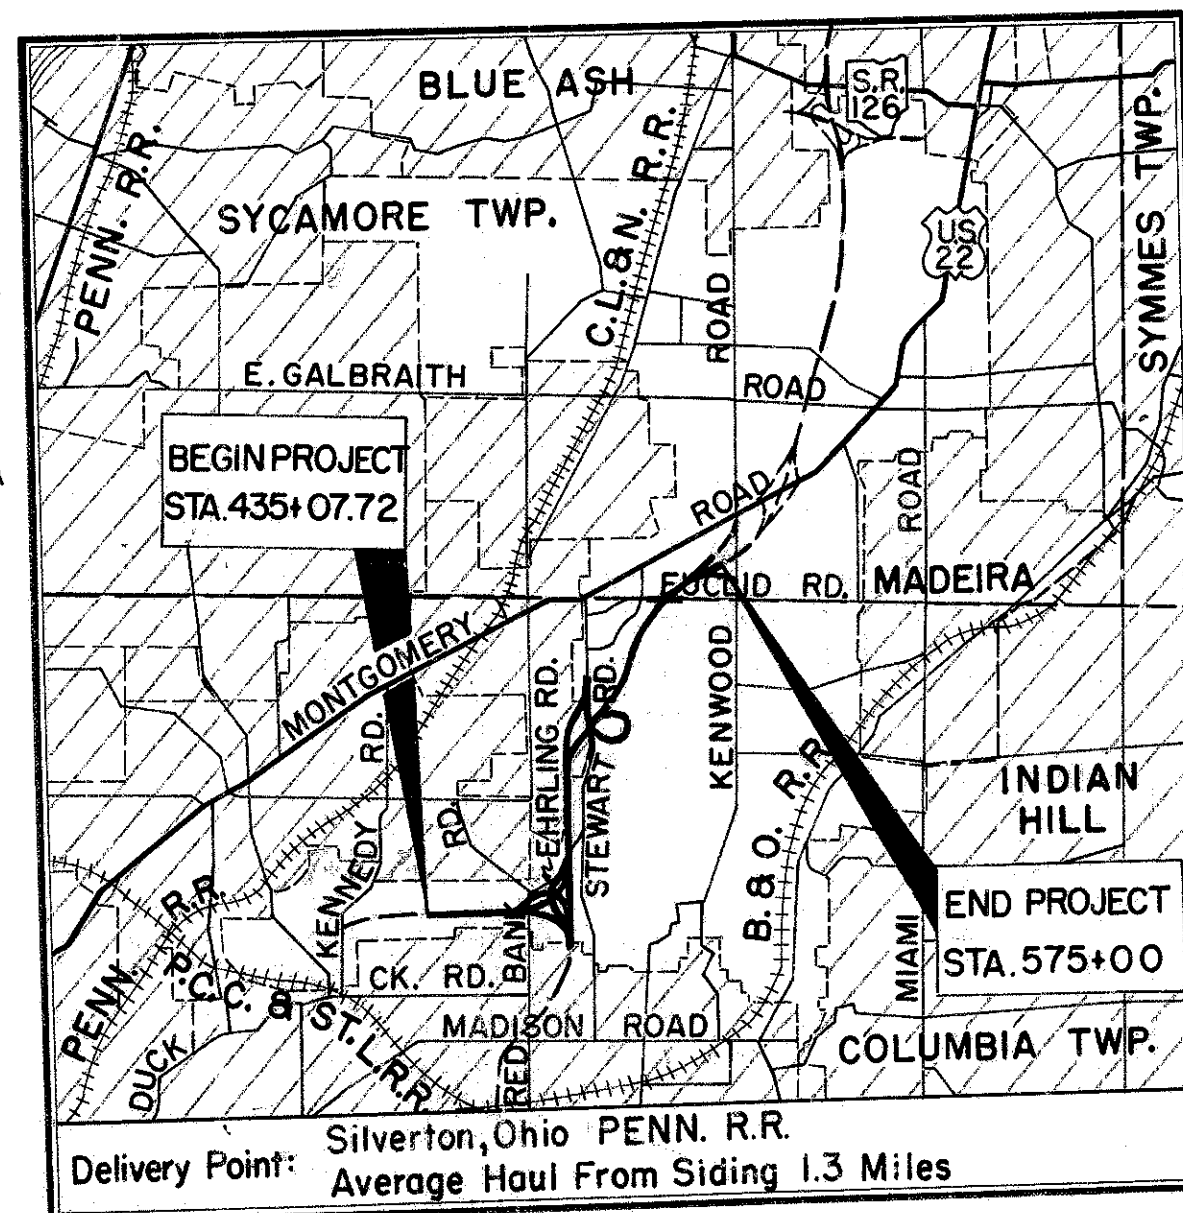 BLUE ASH
S.R.
126
PENN. R.R.
SYCAMORE TWP.
C.L. & N. R. R.
ROAD
US
22
SYMMES TWP.
E. GALBRAITH
ROAD
BEGIN PROJECT
STA. 435+07.72
ROAD
ROAD
EUCLID RD.
MADEIRA
MONTGOMERY
RD.
EHRLING RD.
STEWART RD.
KENWOOD
B. & O. R. R.
INDIAN
HILL
KENNEDY
RD.
END PROJECT
STA. 575+00
MIAMI
PENN. R.R.
P. C. C. & ST. L. R. R.
DUCK
CK. RD.
RED BANK
MADISON ROAD
COLUMBIA TWP.
Delivery Point: Silverton, Ohio PENN. R.R.
Average Haul From Siding 1.3 Miles